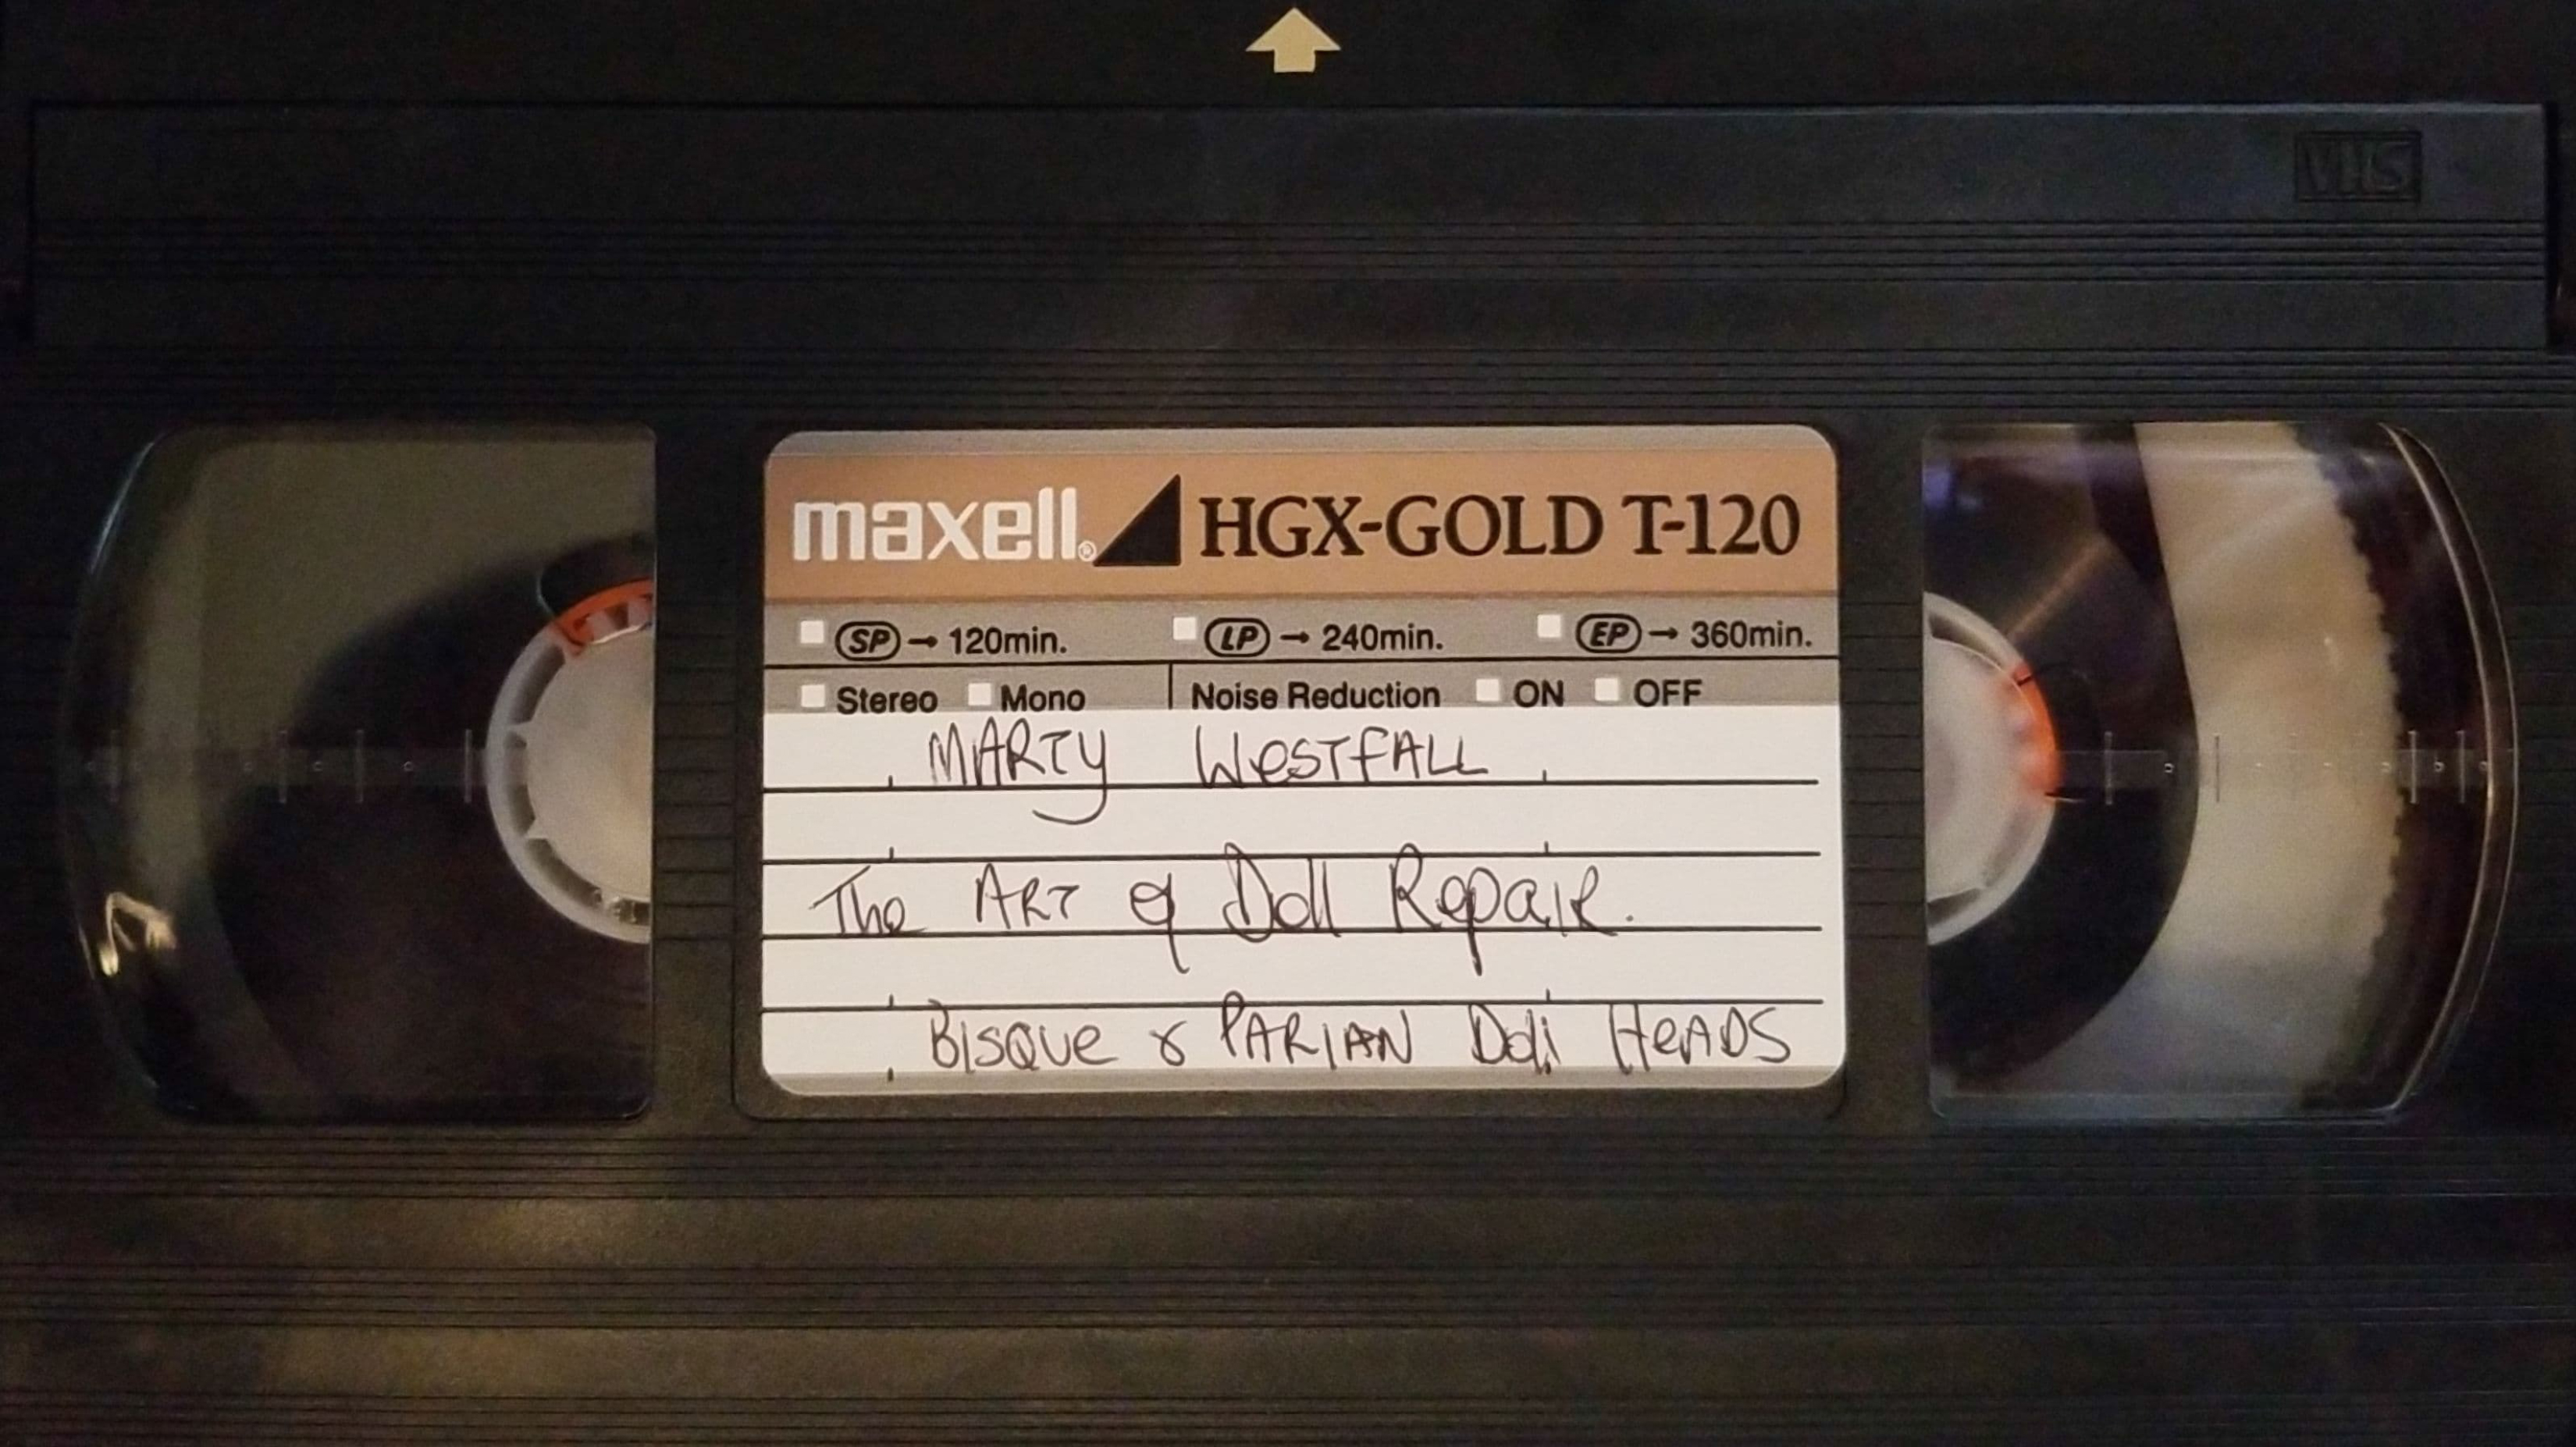 VHS
maxell® HGX-GOLD T-120
SP → 120min. LP → 240min. EP → 360min.
Stereo Mono Noise Reduction ON OFF
MARTY WeSTfALL
The ART of Doll Repair.
BISQUe & PARIAN Doll HeADS